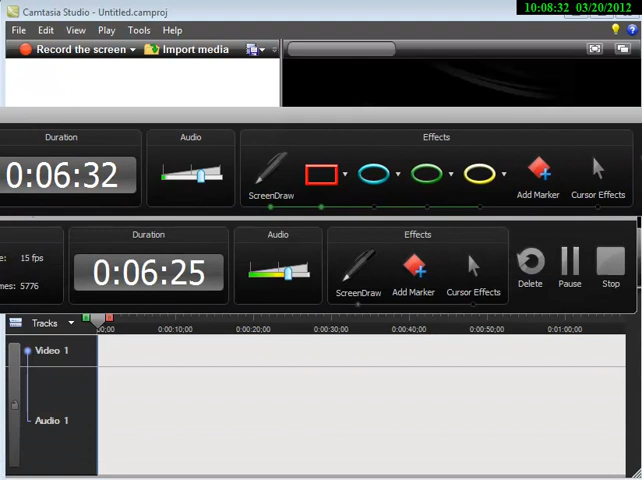 Camtasia Studio - Untitled.camproj
10:08:32 03/20/2012
File Edit View Play Tools Help
Record the screen Import media
Duration Audio Effects
0:06:32
ScreenDraw Add Marker Cursor Effects
Duration Audio Effects
15 fps
5776
0:06:25
ScreenDraw Add Marker Cursor Effects Delete Pause Stop
Tracks
00;00 0:00:10;00 0:00:20;00 0:00:30;00 0:00:40;00 0:00:50;00 0:01:00;00
Video 1
Audio 1